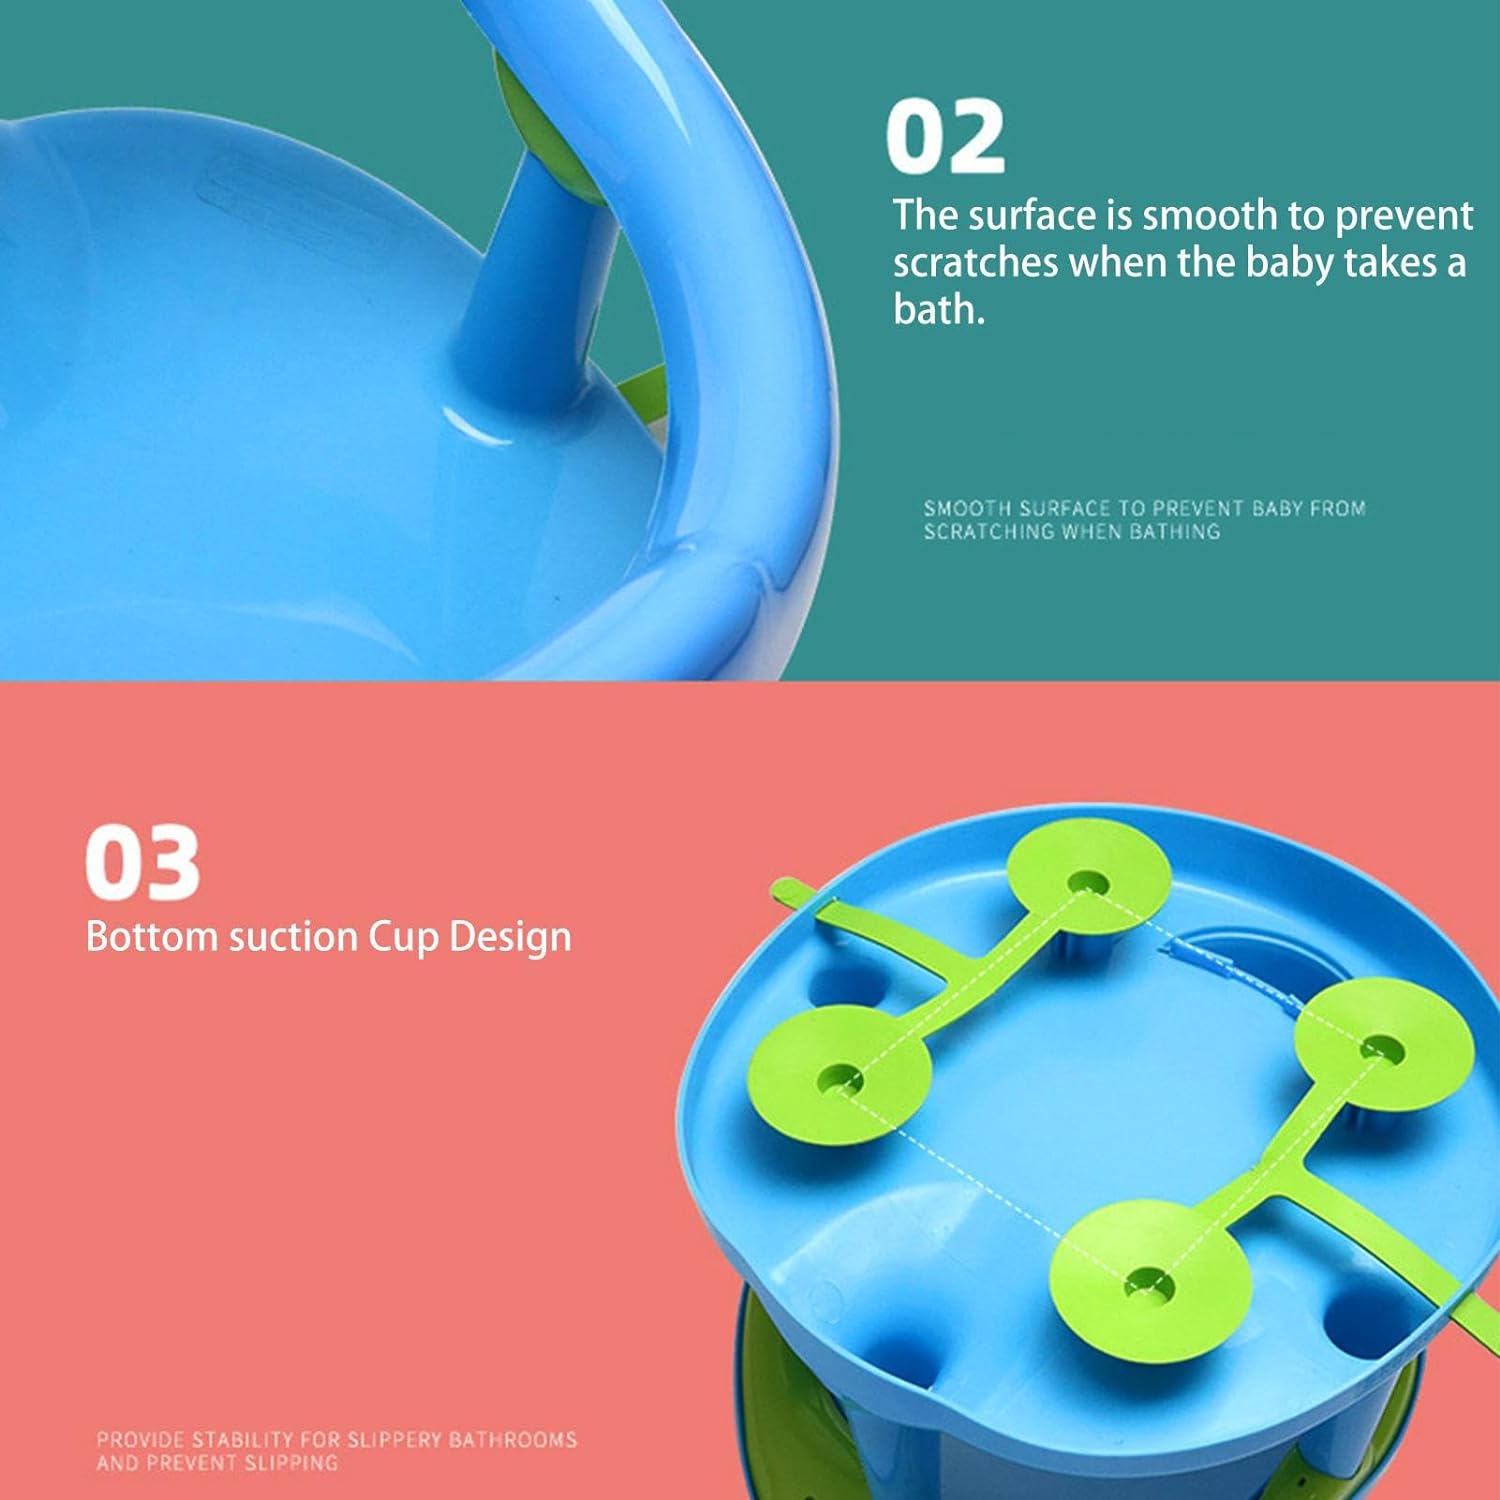 02
The surface is smooth to prevent
scratches when the baby takes a
bath.
SMOOTH SURFACE TO PREVENT BABY FROM
SCRATCHING WHEN BATHING
03
Bottom suction Cup Design
PROVIDE STABILITY FOR SLIPPERY BATHROOMS
AND PREVENT SLIPPING